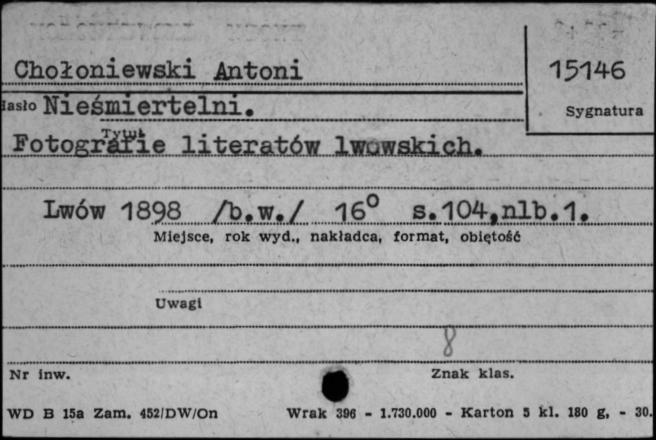 Chołoniewski Antoni
15146
Hasło Nieśmiertelni.
Sygnatura
Tytuł
Fotografie literatów lwowskich.
Lwów 1898 /b.w./ 16° s.104,nlb.1.
Miejsce, rok wyd., nakładca, format, objętość
Uwagi
8
Nr inw.
Znak klas.
WD B 15a Zam. 452/DW/On Wrak 396 - 1.730.000 - Karton 5 kl. 180 g, - 30.